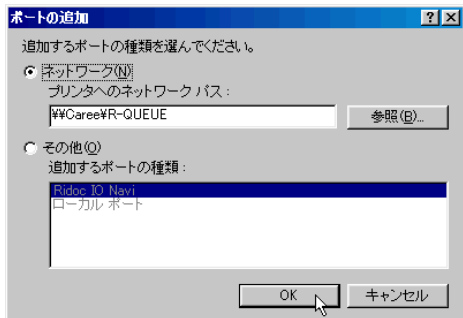 ポートの追加
追加するポートの種類を選んでください。
ネットワーク(N)
プリンタへのネットワーク パス:
¥¥Caree¥R-QUEUE
参照(B)...
その他(O)
追加するポートの種類:
Ridoc IO Navi
ローカル ポート
OK
キャンセル